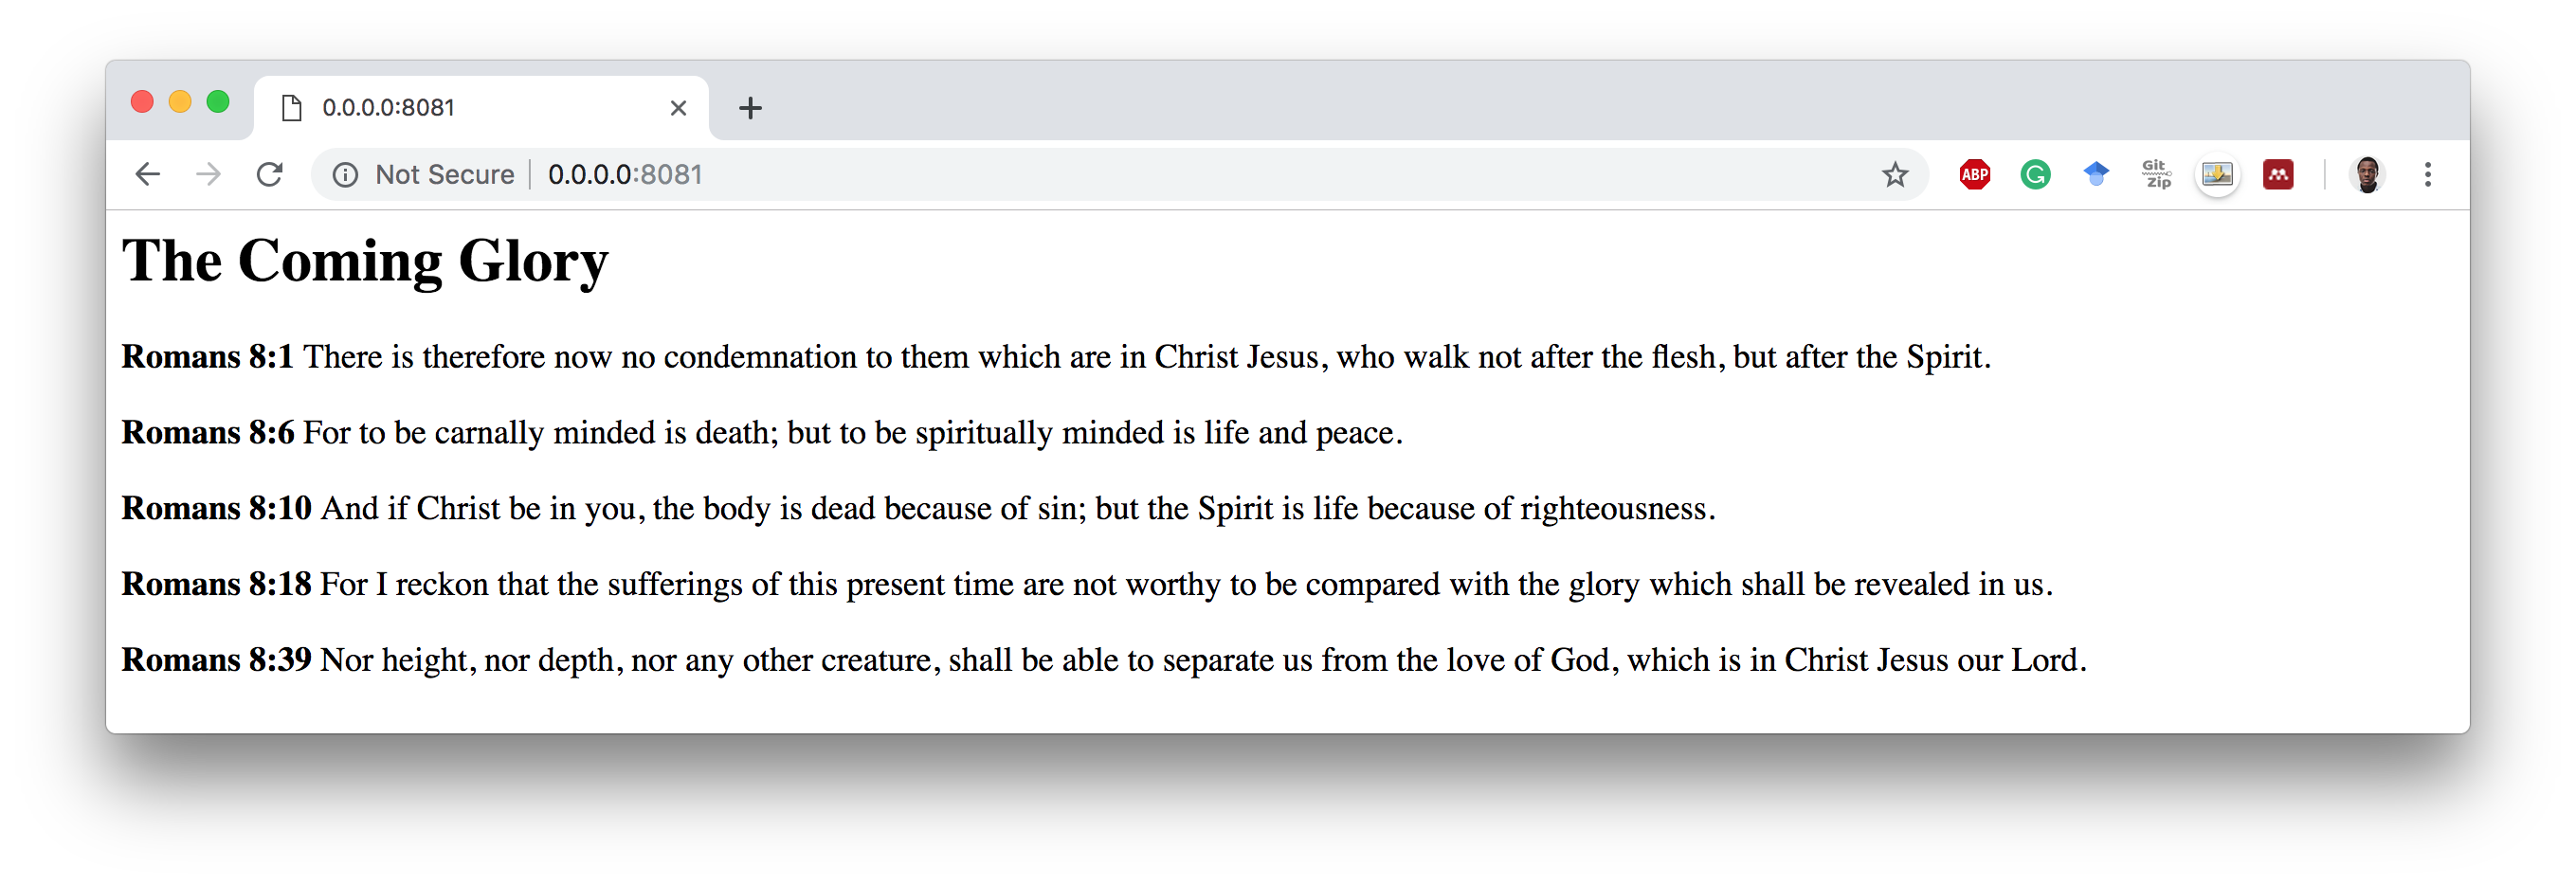 0.0.0.0:8081
Not Secure | 0.0.0.0:8081
ABP
Git
Zip
The Coming Glory
Romans 8:1 There is therefore now no condemnation to them which are in Christ Jesus, who walk not after the flesh, but after the Spirit.
Romans 8:6 For to be carnally minded is death; but to be spiritually minded is life and peace.
Romans 8:10 And if Christ be in you, the body is dead because of sin; but the Spirit is life because of righteousness.
Romans 8:18 For I reckon that the sufferings of this present time are not worthy to be compared with the glory which shall be revealed in us.
Romans 8:39 Nor height, nor depth, nor any other creature, shall be able to separate us from the love of God, which is in Christ Jesus our Lord.